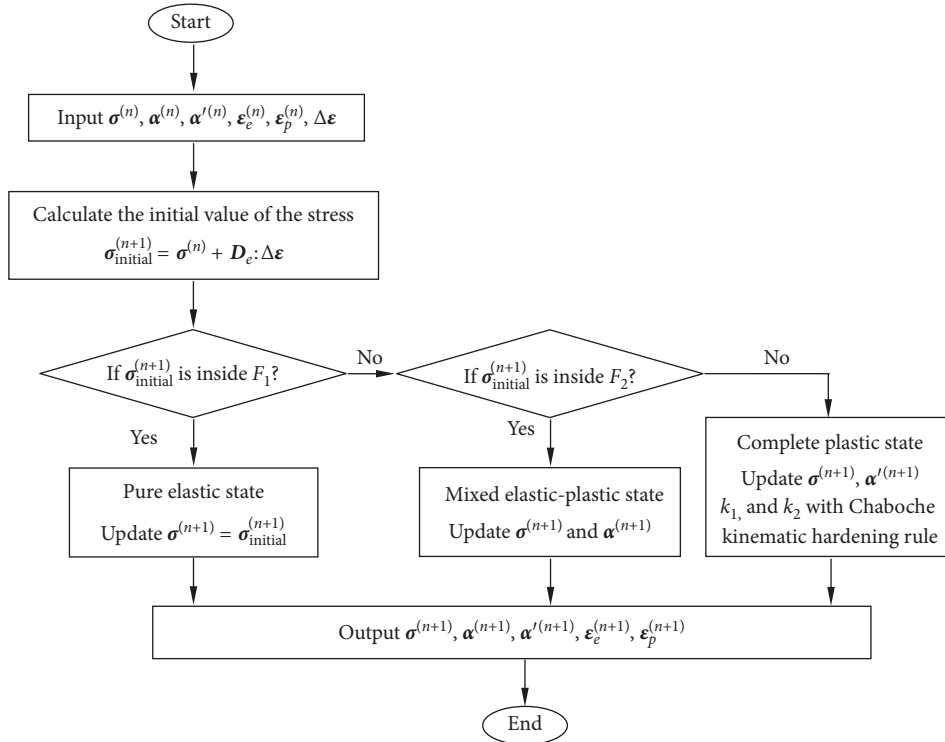 Start
Input σ^(n), α^(n), α′^(n), ε_e^(n), ε_p^(n), Δε
Calculate the initial value of the stress
σ_initial^(n+1) = σ^(n) + D_e:Δε
If σ_initial^(n+1) is inside F_1?
No
If σ_initial^(n+1) is inside F_2?
No
Yes
Yes
Pure elastic state
Update σ^(n+1) = σ_initial^(n+1)
Mixed elastic-plastic state
Update σ^(n+1) and α^(n+1)
Complete plastic state
Update σ^(n+1), α′^(n+1)
k_1, and k_2 with Chaboche
kinematic hardening rule
Output σ^(n+1), α^(n+1), α′^(n+1), ε_e^(n+1), ε_p^(n+1)
End